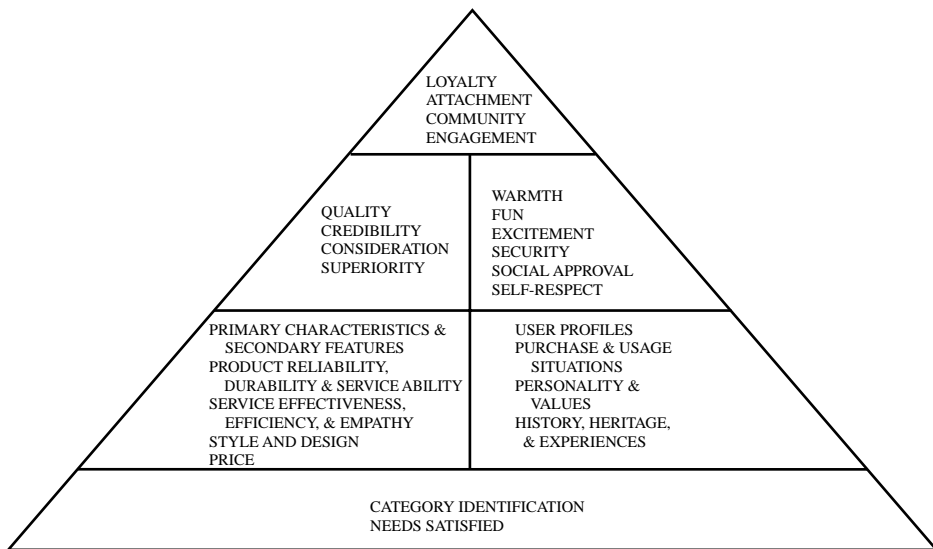 LOYALTY
ATTACHMENT
COMMUNITY
ENGAGEMENT
QUALITY
CREDIBILITY
CONSIDERATION
SUPERIORITY
WARMTH
FUN
EXCITEMENT
SECURITY
SOCIAL APPROVAL
SELF-RESPECT
PRIMARY CHARACTERISTICS &
SECONDARY FEATURES
PRODUCT RELIABILITY,
DURABILITY & SERVICE ABILITY
SERVICE EFFECTIVENESS,
EFFICIENCY, & EMPATHY
STYLE AND DESIGN
PRICE
USER PROFILES
PURCHASE & USAGE
SITUATIONS
PERSONALITY &
VALUES
HISTORY, HERITAGE,
& EXPERIENCES
CATEGORY IDENTIFICATION
NEEDS SATISFIED